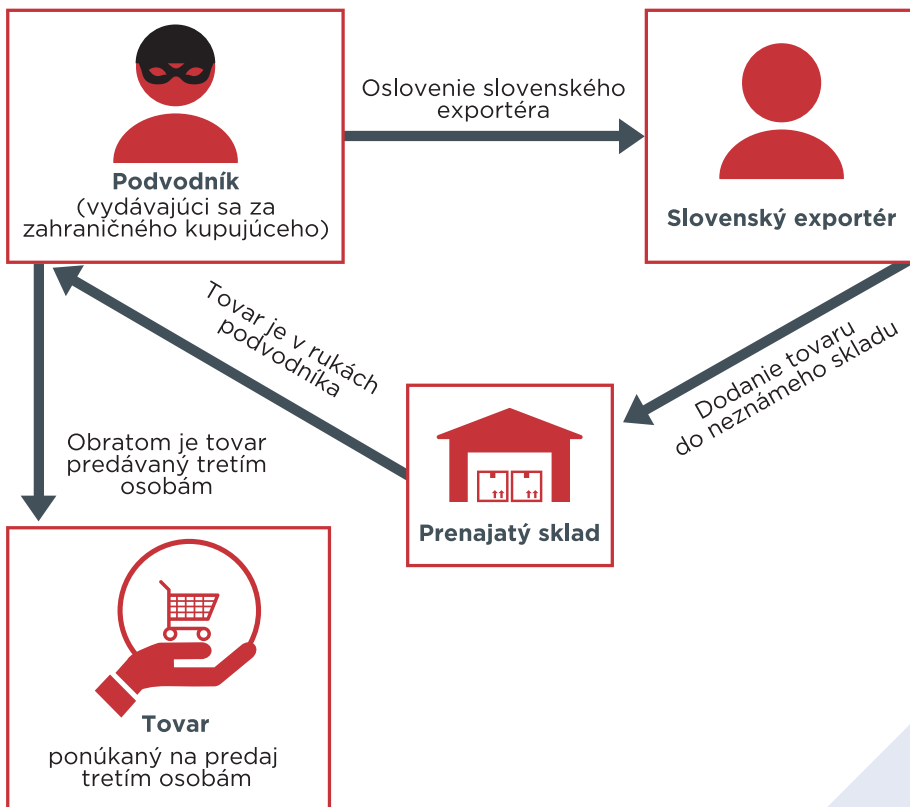 Podvodník
(vydávajúci sa za
zahraničného kupujúceho)
Oslovenie slovenského
exportéra
Slovenský exportér
Dodanie tovaru
do neznámeho skladu
Prenajatý sklad
Tovar je v rukách
podvodníka
Obratom je tovar
predávaný tretím
osobám
Tovar
ponúkaný na predaj
tretím osobám